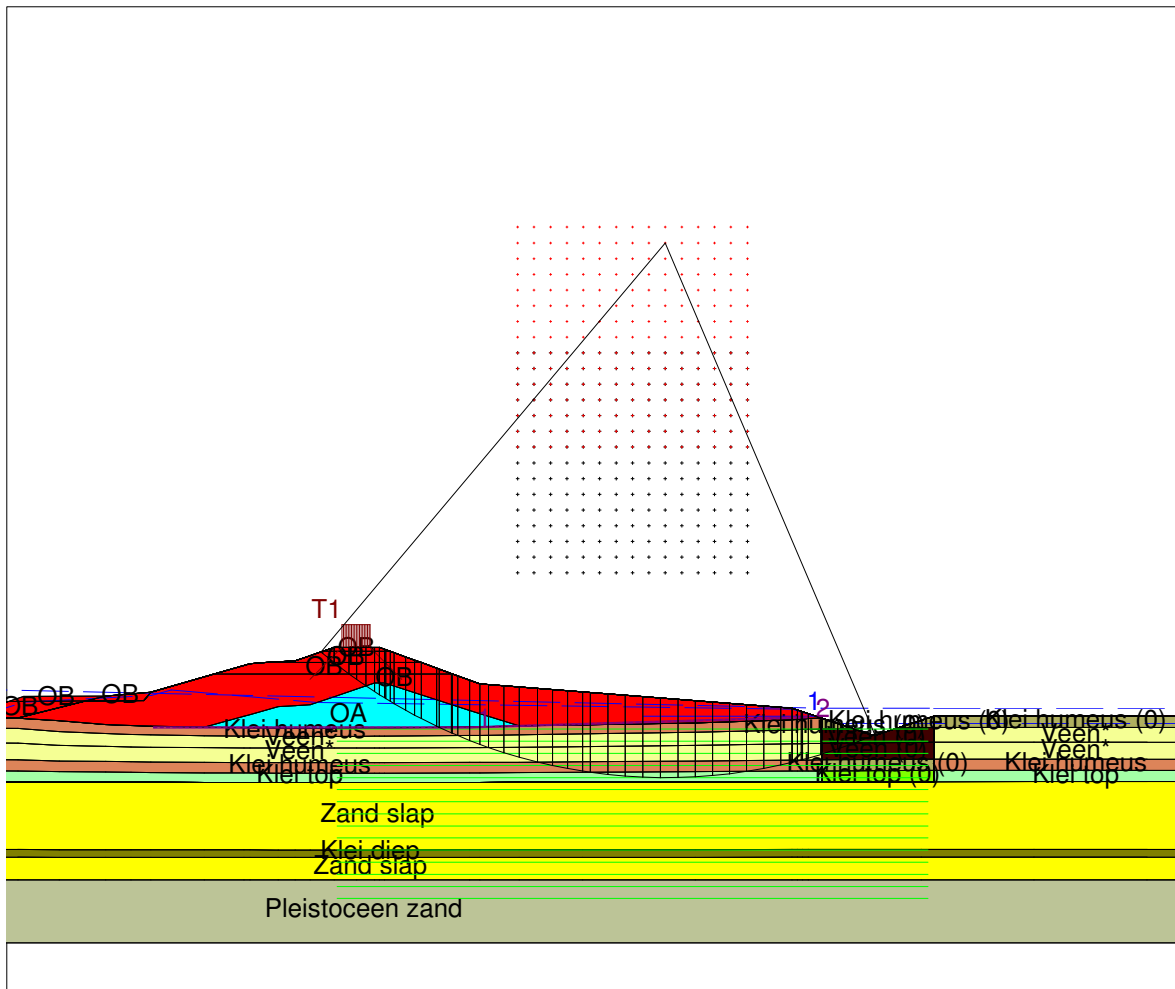 T1
OB
OB
OB
OB
OB
OB
OB
OA
1
2
Klei humeus
Klei humeus (0)
Klei humeus (0)
Veen*
Veen*
Veen*
Veen*
Klei humeus
Klei humeus (0)
Klei humeus
Klei top
Klei top (0)
Klei top
Zand slap
Klei diep
Zand slap
Pleistoceen zand